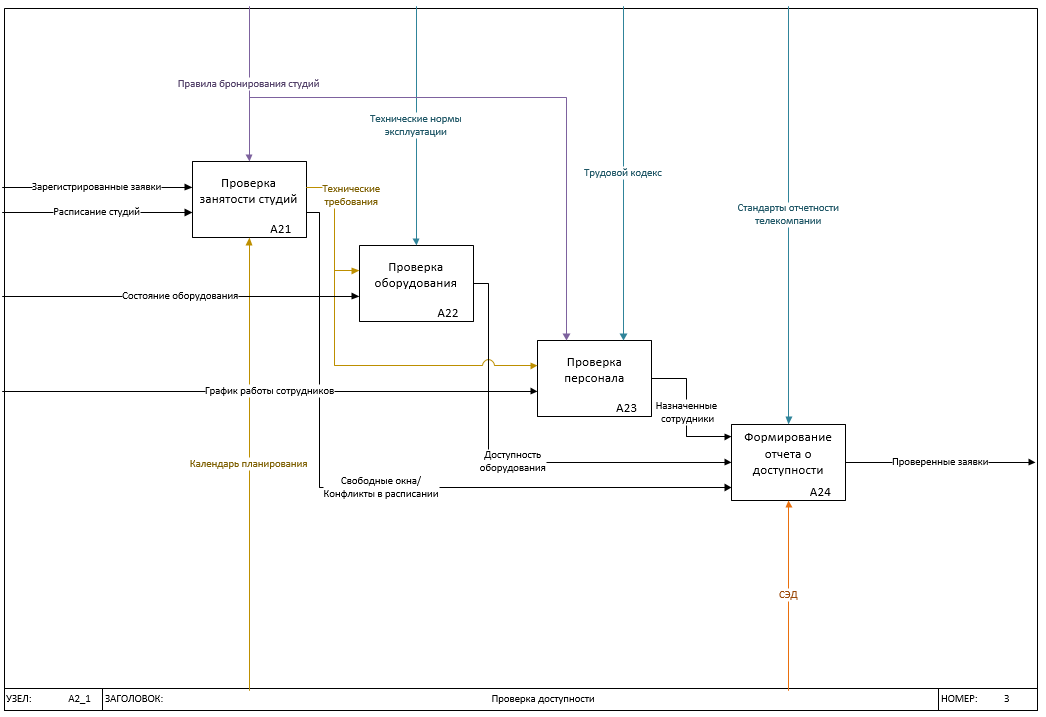 Правила бронирования студий
Технические нормы
эксплуатации
Трудовой кодекс
Стандарты отчетности
телекомпании
Зарегистрированные заявки
Расписание студий
Проверка
занятости студий
A21
Технические
требования
Состояние оборудования
Проверка
оборудования
A22
График работы сотрудников
Проверка
персонала
A23
Назначенные
сотрудники
Календарь планирования
Доступность
оборудования
Свободные окна/
Конфликты в расписании
Формирование
отчета о
доступности
A24
Проверенные заявки
СЭД
УЗЕЛ: A2_1 ЗАГОЛОВОК: Проверка доступности НОМЕР: 3